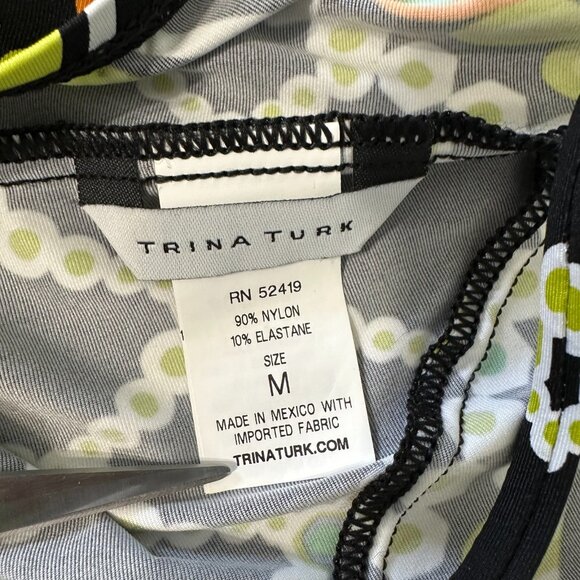 TRINA TURK
RN 52419
90% NYLON
10% ELASTANE
SIZE
M
MADE IN MEXICO WITH
IMPORTED FABRIC
TRINATURK.COM